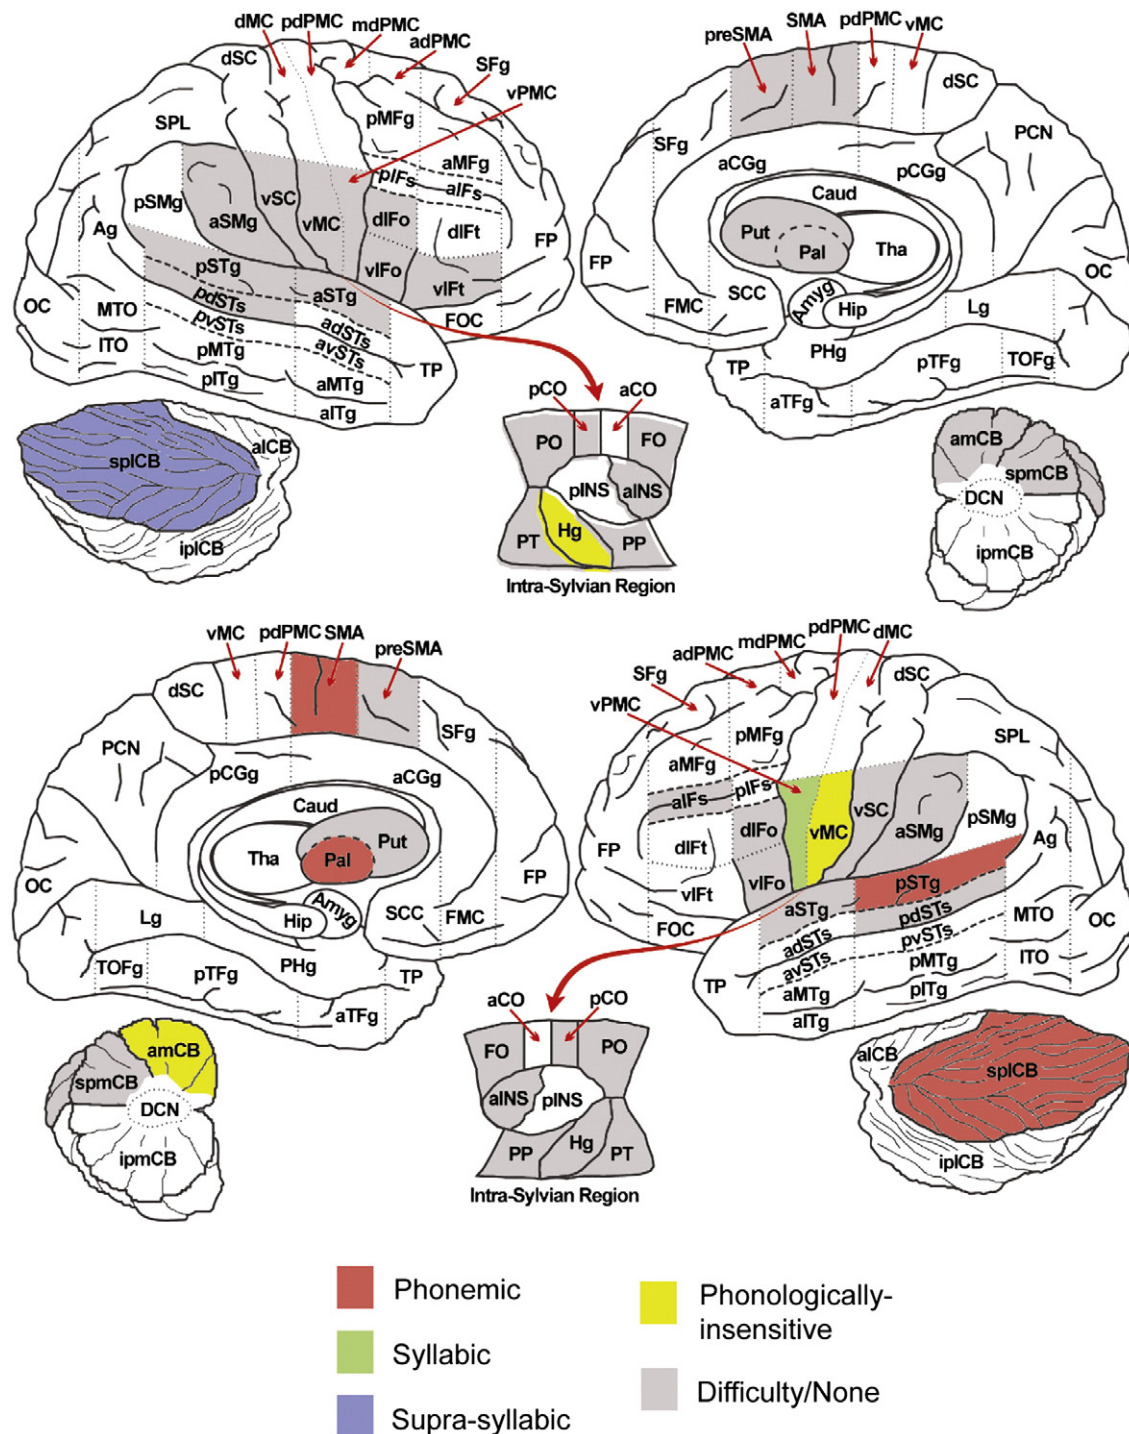 dMC pdPMC mdPMC
adPMC
dSC
SFg
vPMC
pMFg
SPL
aMFg
pIFs
aIFs
pSMg
aSMg
vSC
vMC
dIFo
dIFt
Ag
FP
pSTg
vIFo
vIFt
aSTg
OC
MTO
pdSTs
adSTs
FOC
pvSTs
avSTs
ITO
pMTg
TP
pITg
aMTg
aITg
alCB
splCB
iplCB
preSMA
SMA
pdPMC
vMC
dSC
SFg
PCN
aCGg
pCGg
Caud
Put
Pal
Tha
FP
OC
Amyg
FMC
SCC
Hip
Lg
PHg
TP
pTFg
TOFg
aTFg
pCO
aCO
PO
FO
pINS
aINS
Hg
PT
PP
Intra-Sylvian Region
amCB
spmCB
DCN
ipmCB
vMC
pdPMC
SMA
preSMA
dSC
SFg
PCN
pCGg
aCGg
Caud
Put
Tha
Pal
FP
OC
Amyg
Lg
Hip
SCC
FMC
TOFg
pTFg
PHg
TP
aTFg
amCB
spmCB
DCN
ipmCB
pdPMC
dMC
mdPMC
adPMC
dSC
SFg
vPMC
pMFg
SPL
aMFg
pIFs
aIFs
vSC
dIFo
vMC
aSMg
pSMg
dIFt
Ag
FP
vIFo
pSTg
vIFt
aSTg
pdSTs
MTO
OC
FOC
adSTs
pvSTs
avSTs
pMTg
ITO
TP
aMTg
pITg
aITg
aCO
pCO
FO
PO
aINS
pINS
PP
Hg
PT
Intra-Sylvian Region
alCB
splCB
iplCB
Phonemic
Syllabic
Supra-syllabic
Phonologically-
insensitive
Difficulty/None